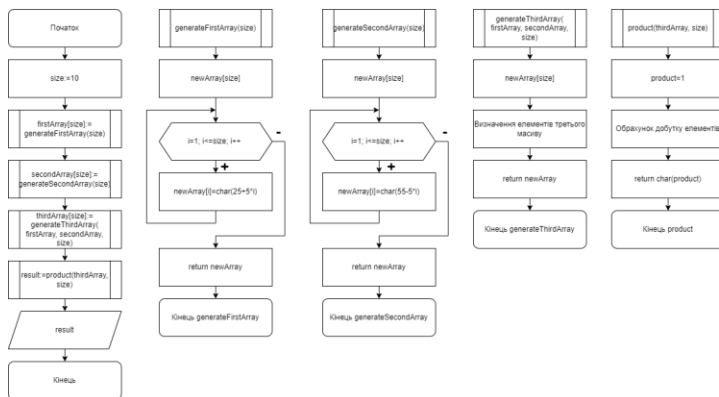 Початок
size:=10
firstArray[size]:=
generateFirstArray(size)
secondArray[size]:=
generateSecondArray(size)
thirdArray[size]:=
generateThirdArray(
firstArray, secondArray,
size)
result:=product(thirdArray,
size)
result
Кінець
generateFirstArray(size)
newArray[size]
i=1; i<=size; i++
-
+
newArray[i]=char(25+5*i)
return newArray
Кінець generateFirstArray
generateSecondArray(size)
newArray[size]
i=1; i<=size; i++
-
+
newArray[i]=char(55-5*i)
return newArray
Кінець generateSecondArray
generateThirdArray(
firstArray, secondArray,
size)
newArray[size]
Визначення елементів третього
масиву
return newArray
Кінець generateThirdArray
product(thirdArray, size)
product=1
Обрахунок добутку елементів
return char(product)
Кінець product